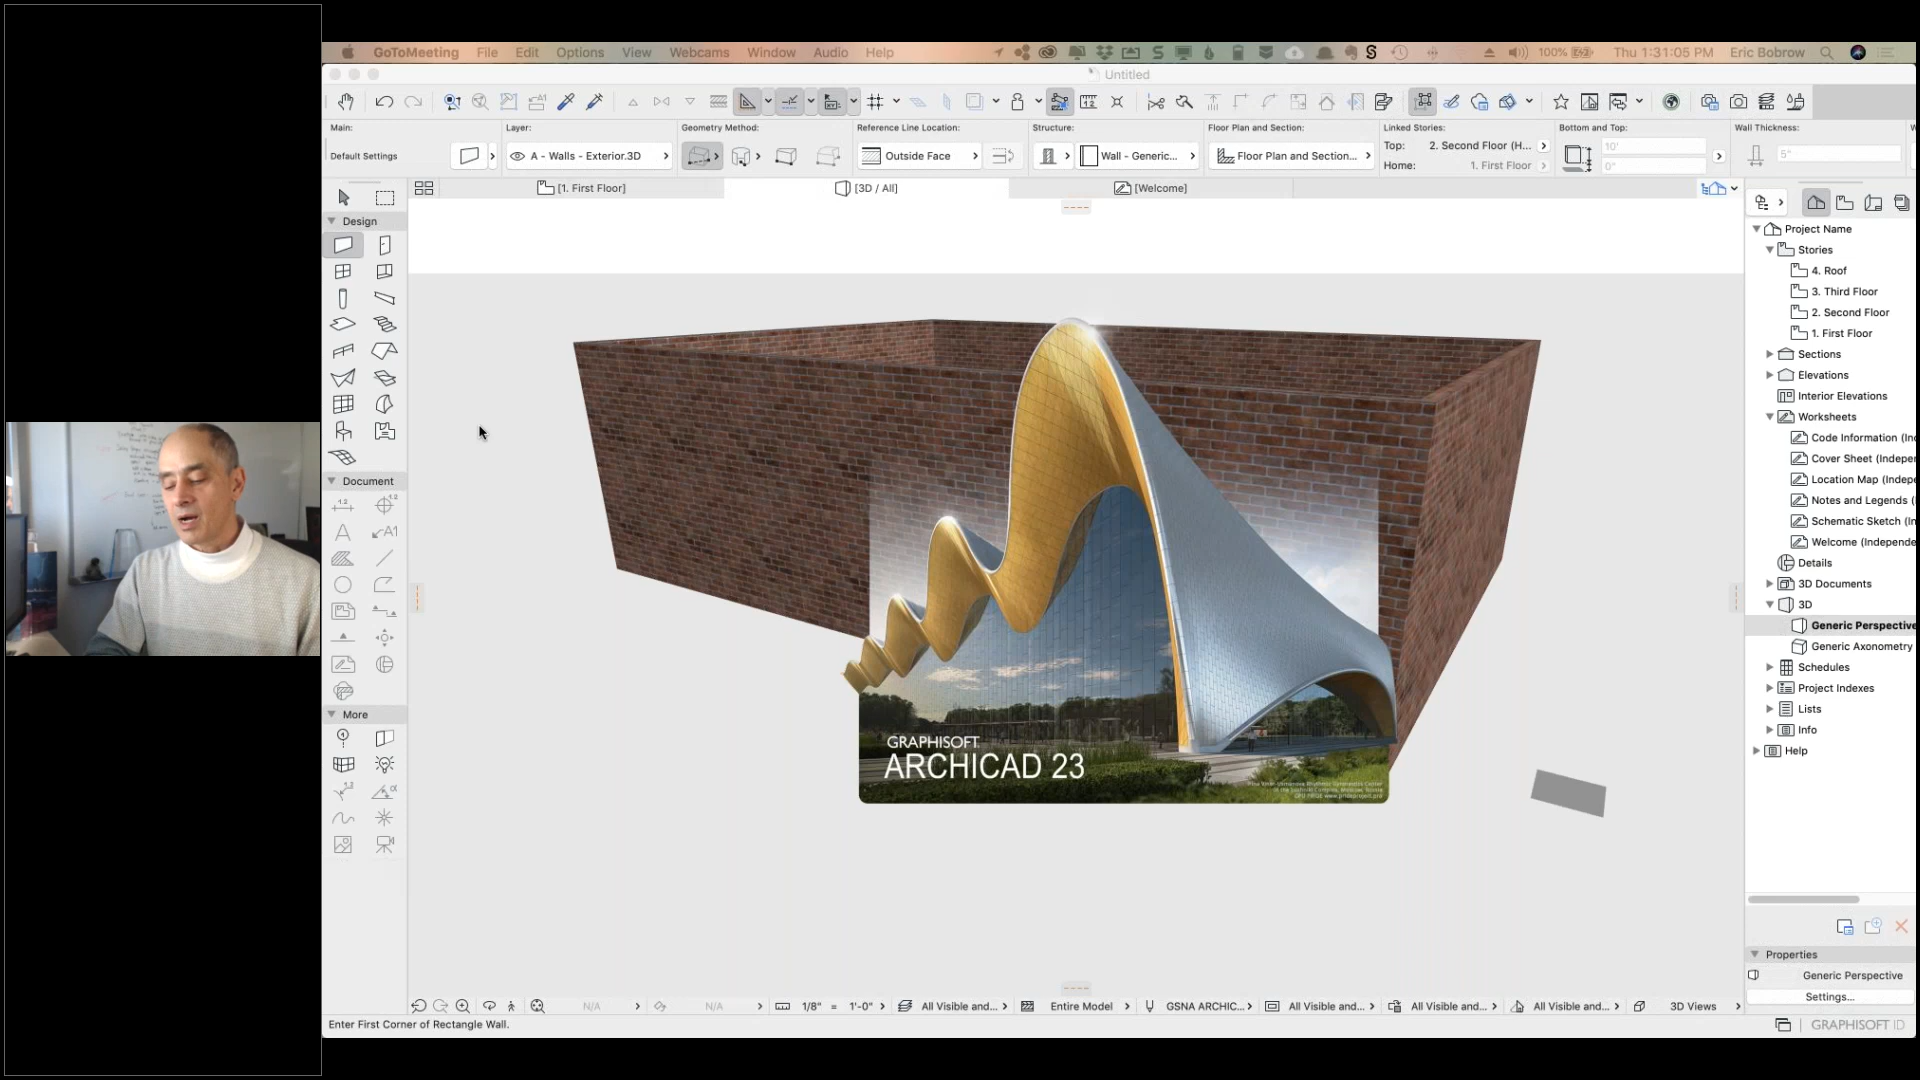 GoToMeeting File Edit Options View Webcams Window Audio Help 100% Thu 1:31:05 PM Eric Bobrow
Untitled
Main: Layer: Geometry Method: Reference Line Location: Structure: Floor Plan and Section: Linked Stories: Bottom and Top: Wall Thickness:
Default Settings A - Walls - Exterior.3D Outside Face Wall - Generic... Floor Plan and Section... Top: 2. Second Floor (H... 10'
Home: 1. First Floor 0" 5"
[1. First Floor] [3D / All] [Welcome]
Design
Document
More
Project Name
Stories
4. Roof
3. Third Floor
2. Second Floor
1. First Floor
Sections
Elevations
Interior Elevations
Worksheets
Code Information (In
Cover Sheet (Indeper
Location Map (Indepe
Notes and Legends (
Schematic Sketch (In
Welcome (Independe
Details
3D Documents
3D
Generic Perspective
Generic Axonometry
Schedules
Project Indexes
Lists
Info
Help
GRAPHISOFT
ARCHICAD 23
Properties
Generic Perspective
Settings...
N/A N/A 1/8" = 1'-0" All Visible and... Entire Model GSNA ARCHIC... All Visible and... All Visible and... All Visible and... 3D Views
Enter First Corner of Rectangle Wall.
GRAPHISOFT ID